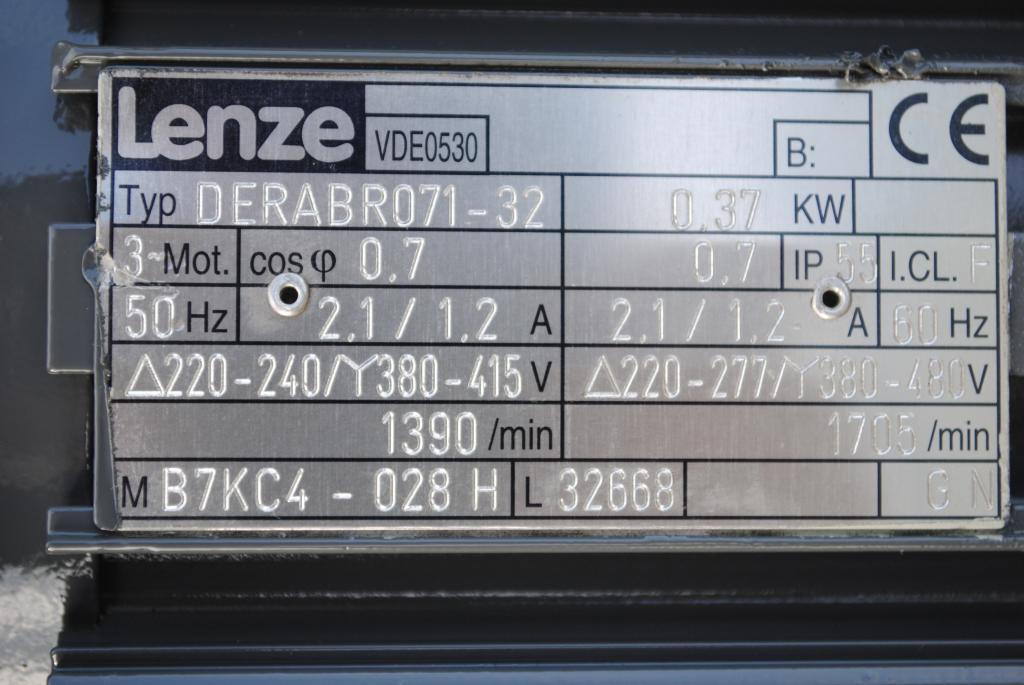 Lenze VDE0530 B: CE
Typ DERABR071-32 0,37 KW
3~Mot. cos φ 0,7 0,7 IP 55 I.CL. F
50 Hz 2,1 / 1,2 A 2,1 / 1,2 A 60 Hz
△220-240/Y380-415 V △220-277/Y380-480 V
1390 /min 1705 /min
M B7KC4 - 028 H L 32668 G N